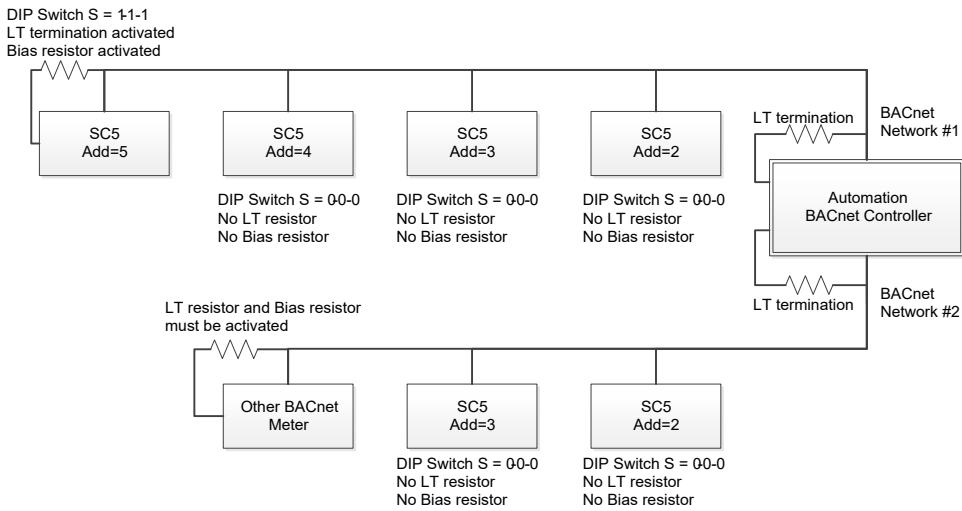 DIP Switch S = 1-1-1
LT termination activated
Bias resistor activated
SC5
Add=5
SC5
Add=4
DIP Switch S = 0-0-0
No LT resistor
No Bias resistor
SC5
Add=3
DIP Switch S = 0-0-0
No LT resistor
No Bias resistor
SC5
Add=2
DIP Switch S = 0-0-0
No LT resistor
No Bias resistor
LT termination
BACnet
Network #1
Automation
BACnet Controller
LT termination
BACnet
Network #2
LT resistor and Bias resistor
must be activated
Other BACnet
Meter
SC5
Add=3
DIP Switch S = 0-0-0
No LT resistor
No Bias resistor
SC5
Add=2
DIP Switch S = 0-0-0
No LT resistor
No Bias resistor